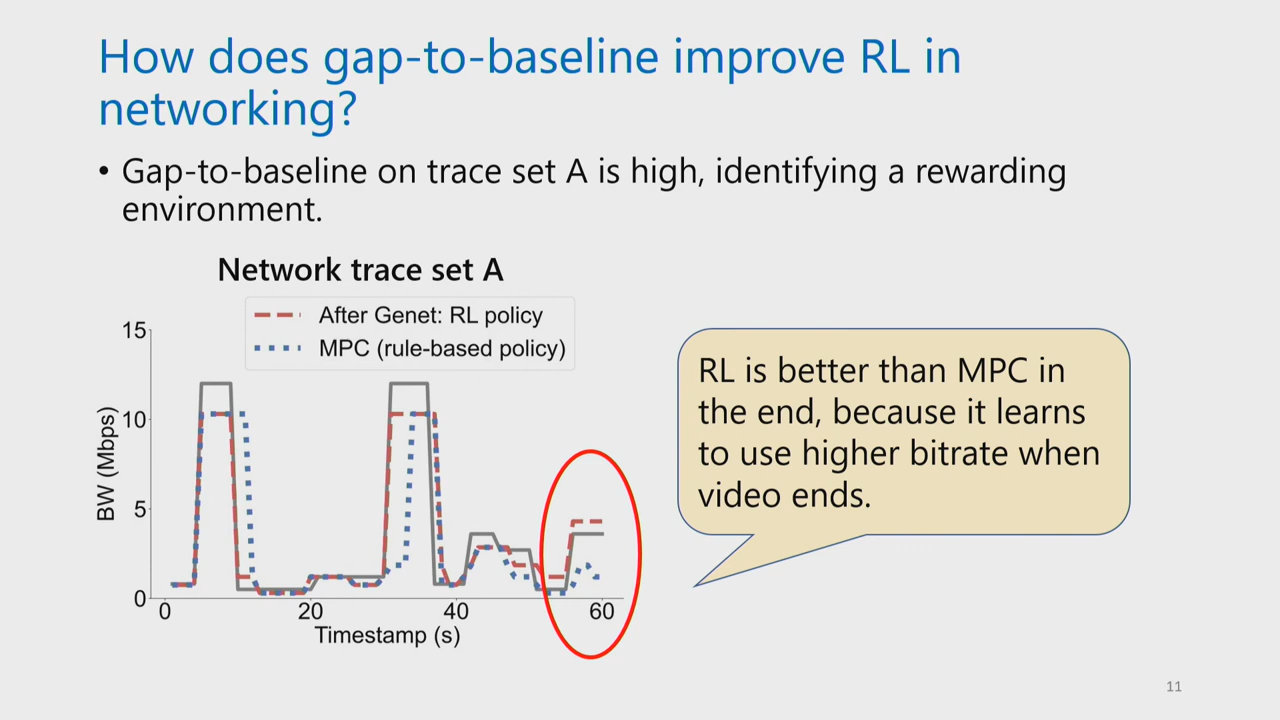 How does gap-to-baseline improve RL in
networking?
• Gap-to-baseline on trace set A is high, identifying a rewarding
environment.
Network trace set A
After Genet: RL policy
MPC (rule-based policy)
15
10
5
0
BW (Mbps)
0 20 40 60
Timestamp (s)
RL is better than MPC in
the end, because it learns
to use higher bitrate when
video ends.
11